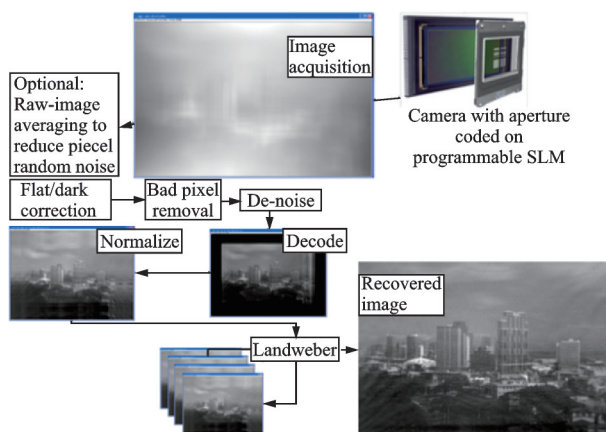 Image
acquisition
Camera with aperture
coded on
programmable SLM
Optional:
Raw-image
averaging to
reduce piecel
random noise
Flat/dark
correction
Bad pixel
removal
De-noise
Normalize
Decode
Recovered
image
Landweber